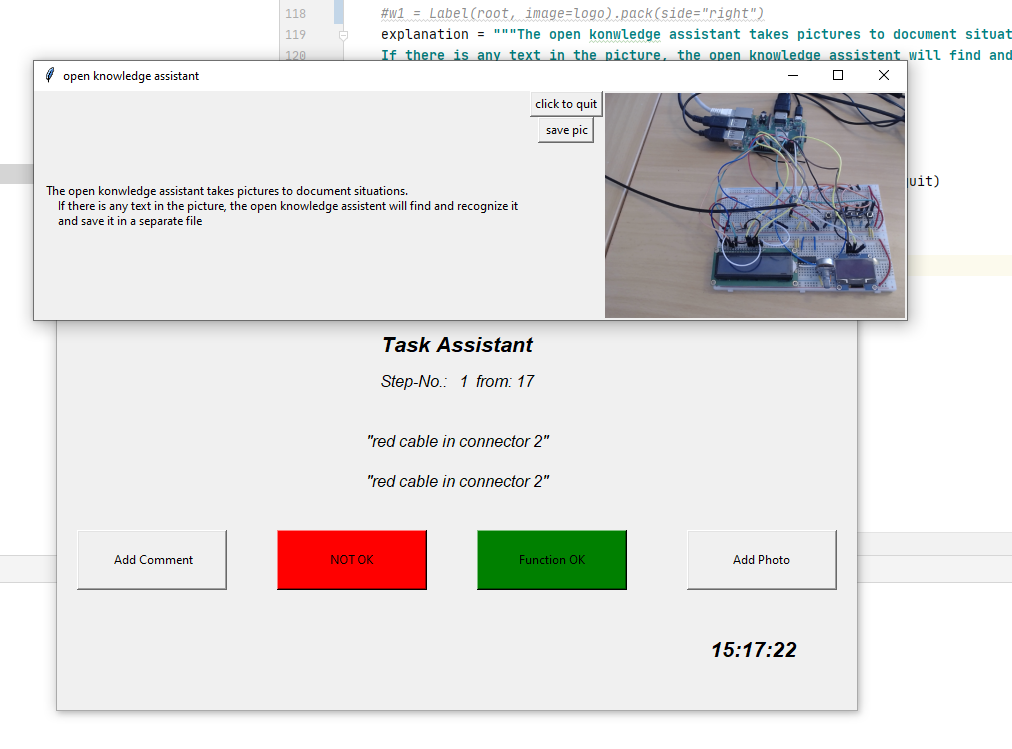 118 #w1 = Label(root, image=logo).pack(side="right")
119 explanation = """The open konwledge assistant takes pictures to document situat
120 If there is any text in the picture, the open knowledge assistent will find and
open knowledge assistant
click to quit
save pic
The open konwledge assistant takes pictures to document situations.
If there is any text in the picture, the open knowledge assistent will find and recognize it
and save it in a separate file
quit)
Task Assistant
Step-No.: 1 from: 17
"red cable in connector 2"
"red cable in connector 2"
Add Comment NOT OK Function OK Add Photo
15:17:22